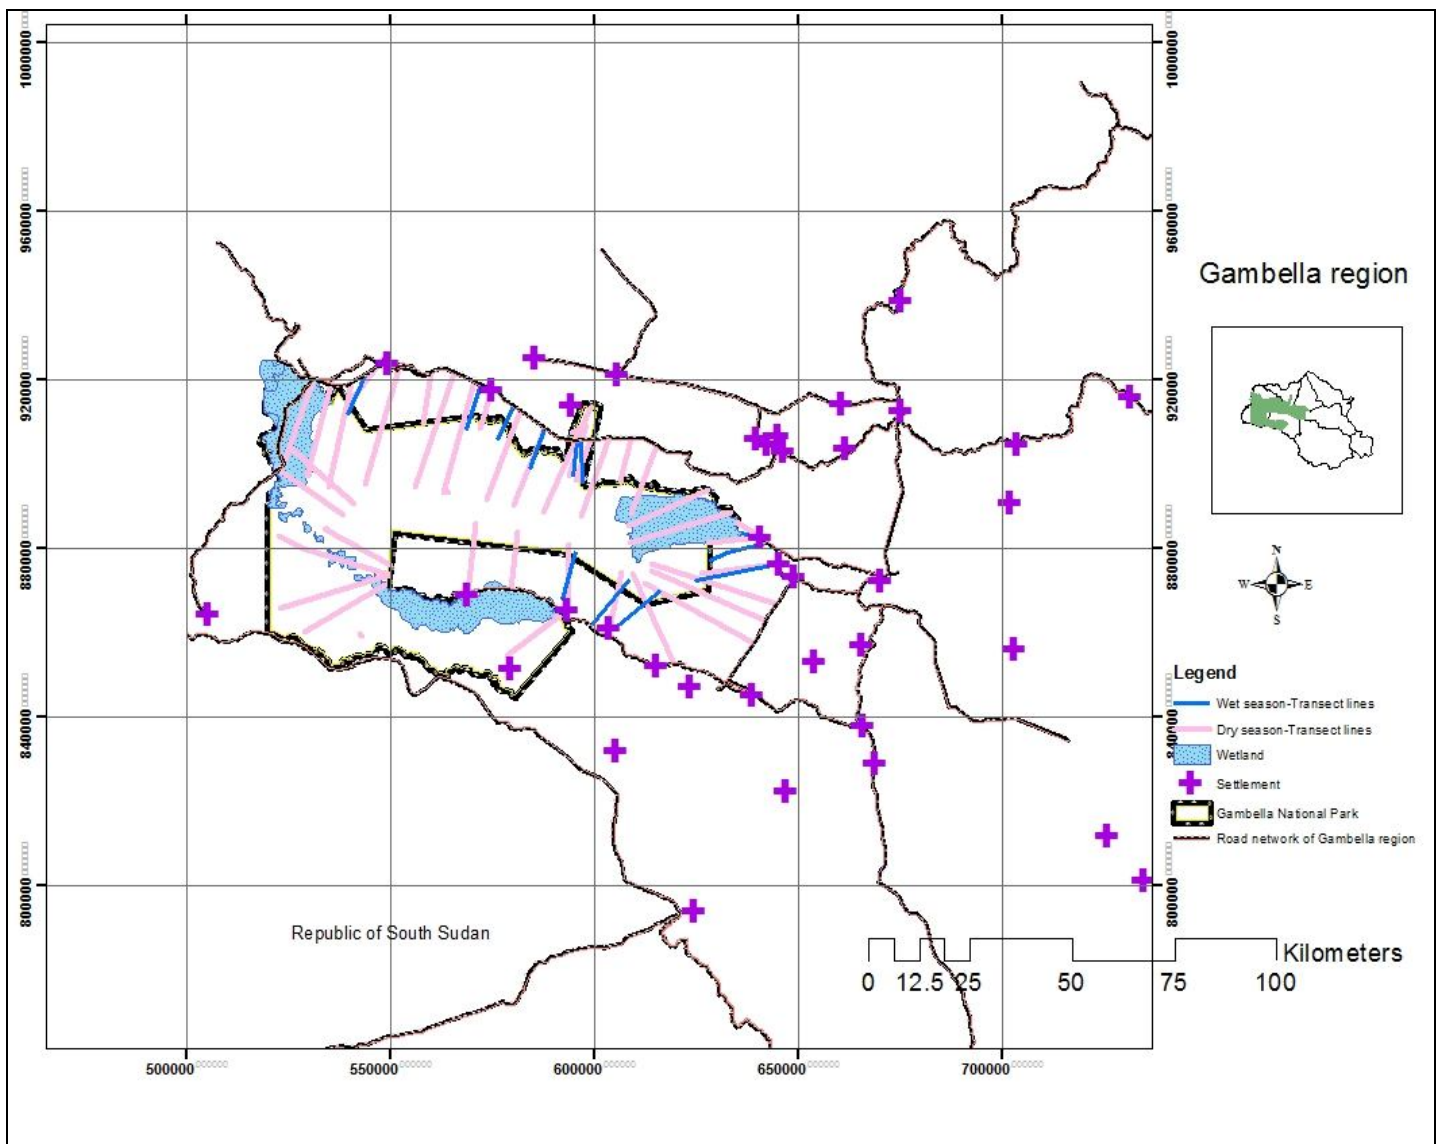 1000000
1000000
960000
960000
Gambella region
920000
920000
880000
880000
N
W E
S
Legend
Wet season-Transect lines
840000
840000
Dry season-Transect lines
Wetland
Settlement
Gambella National Park
Road network of Gambella region
800000
800000
Republic of South Sudan
Kilometers
0 12.5 25 50 75 100
500000 550000 600000 650000 700000